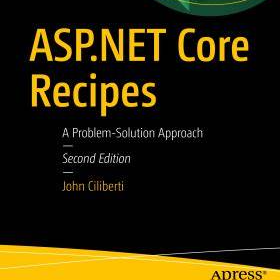 ASP.NET Core
Recipes
A Problem-Solution Approach
—
Second Edition
—
John Ciliberti
Apress®